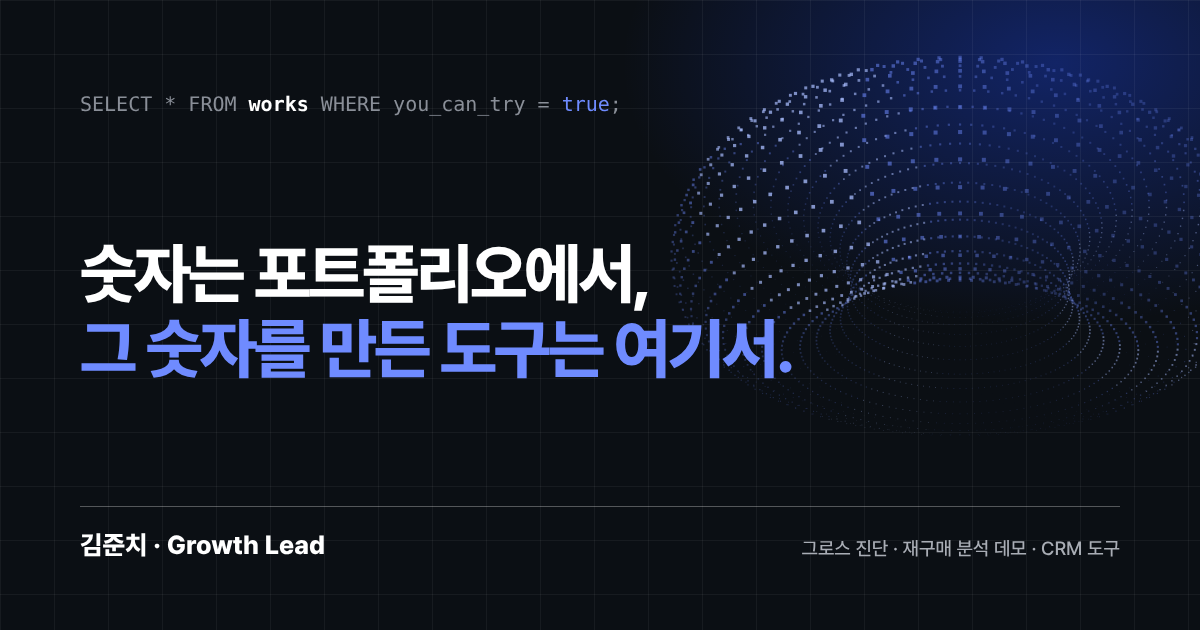 SELECT * FROM works WHERE you_can_try = true;
숫자는 포트폴리오에서,
그 숫자를 만든 도구는 여기서.
김준치 · Growth Lead
그로스 진단 · 재구매 분석 데모 · CRM 도구